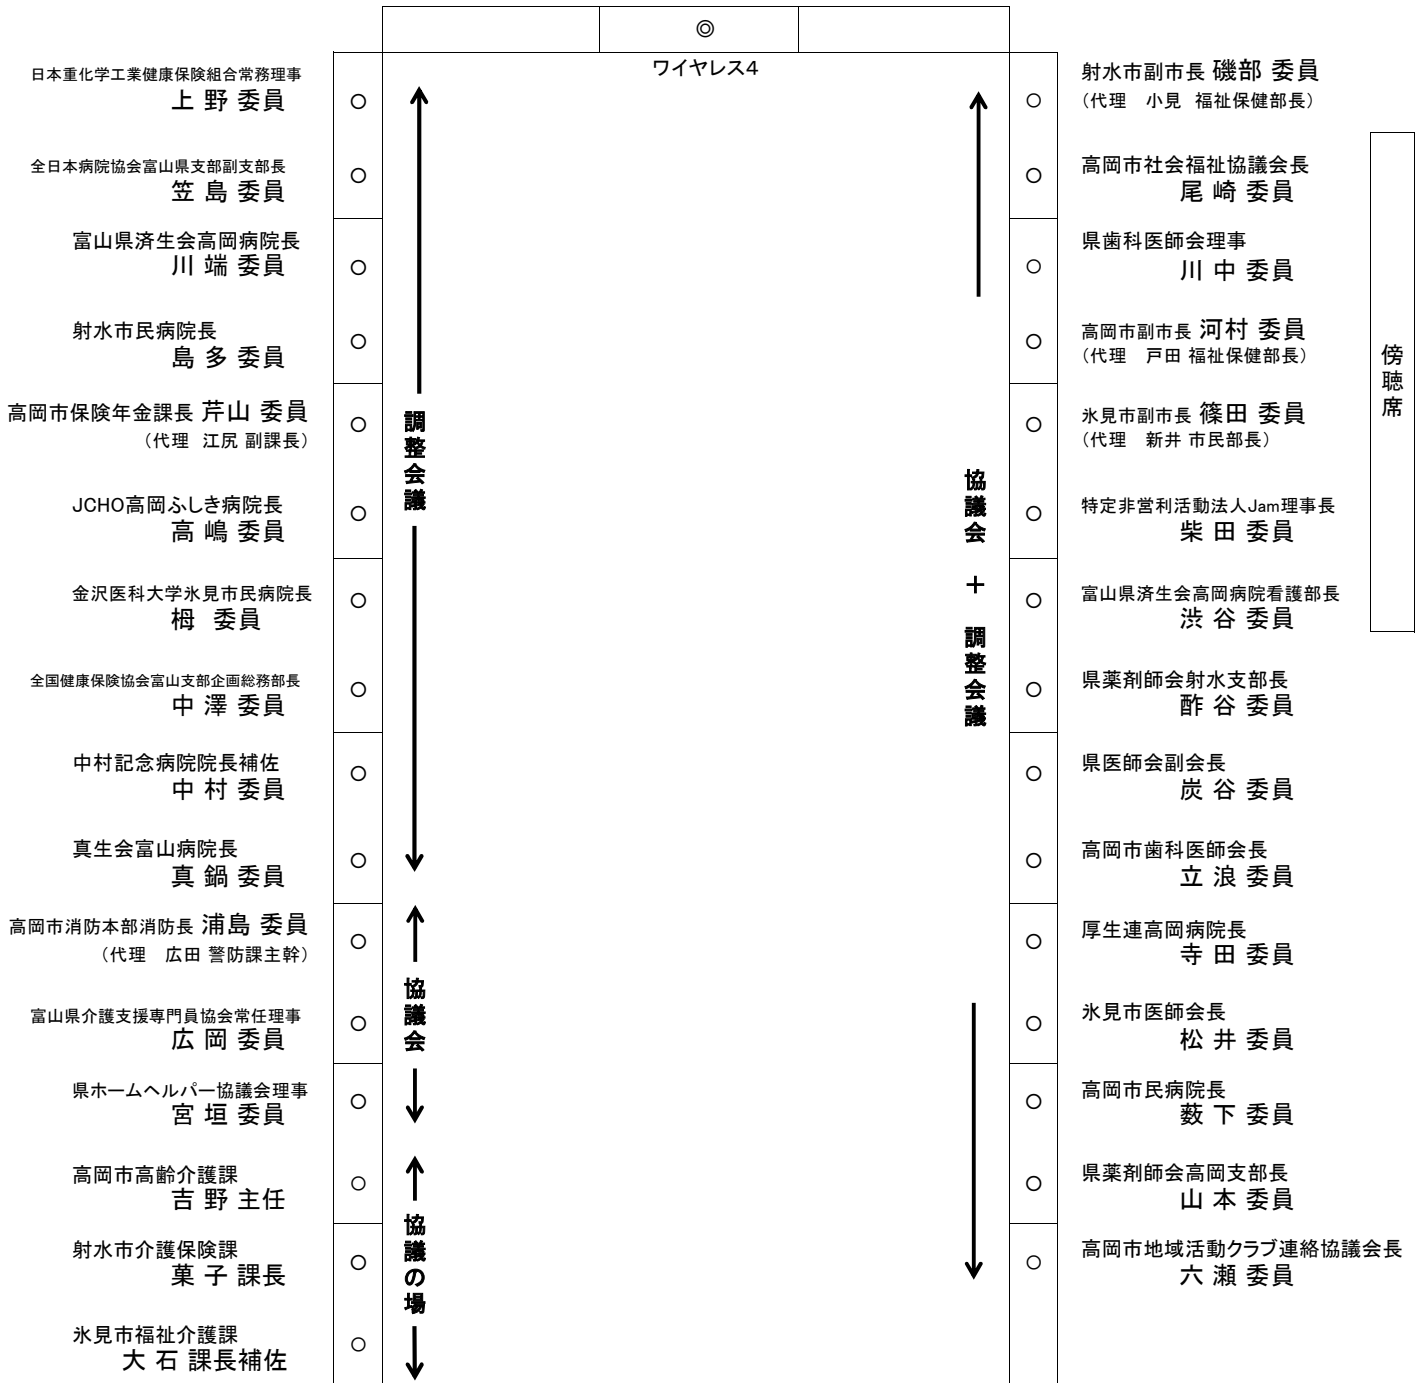 ◎
ワイヤレス4
日本重化学工業健康保険組合常務理事
上 野 委員
全日本病院協会富山県支部副支部長
笠 島 委員
富山県済生会高岡病院長
川 端 委員
射水市民病院長
島 多 委員
高岡市保険年金課長 芹山 委員
（代理 江尻 副課長）
JCHO高岡ふしき病院長
高 嶋 委員
金沢医科大学氷見市民病院長
栂 委員
全国健康保険協会富山支部企画総務部長
中 澤 委員
中村記念病院院長補佐
中 村 委員
真生会富山病院長
真 鍋 委員
高岡市消防本部消防長 浦島 委員
（代理 広田 警防課主幹）
富山県介護支援専門員協会常任理事
広 岡 委員
県ホームヘルパー協議会理事
宮 垣 委員
高岡市高齢介護課
吉 野 主任
射水市介護保険課
菓 子 課長
氷見市福祉介護課
大 石 課長補佐
調整会議
協議会
協議の場
協議会 ＋ 調整会議
射水市副市長 磯部 委員
（代理 小見 福祉保健部長）
高岡市社会福祉協議会長
尾 崎 委員
県歯科医師会理事
川 中 委員
高岡市副市長 河村 委員
（代理 戸田 福祉保健部長）
氷見市副市長 篠田 委員
（代理 新井 市民部長）
特定非営利活動法人Jam理事長
柴 田 委員
富山県済生会高岡病院看護部長
渋 谷 委員
県薬剤師会射水支部長
酢 谷 委員
県医師会副会長
炭 谷 委員
高岡市歯科医師会長
立 浪 委員
厚生連高岡病院長
寺 田 委員
氷見市医師会長
松 井 委員
高岡市民病院長
薮 下 委員
県薬剤師会高岡支部長
山 本 委員
高岡市地域活動クラブ連絡協議会長
六 瀬 委員
傍聴席